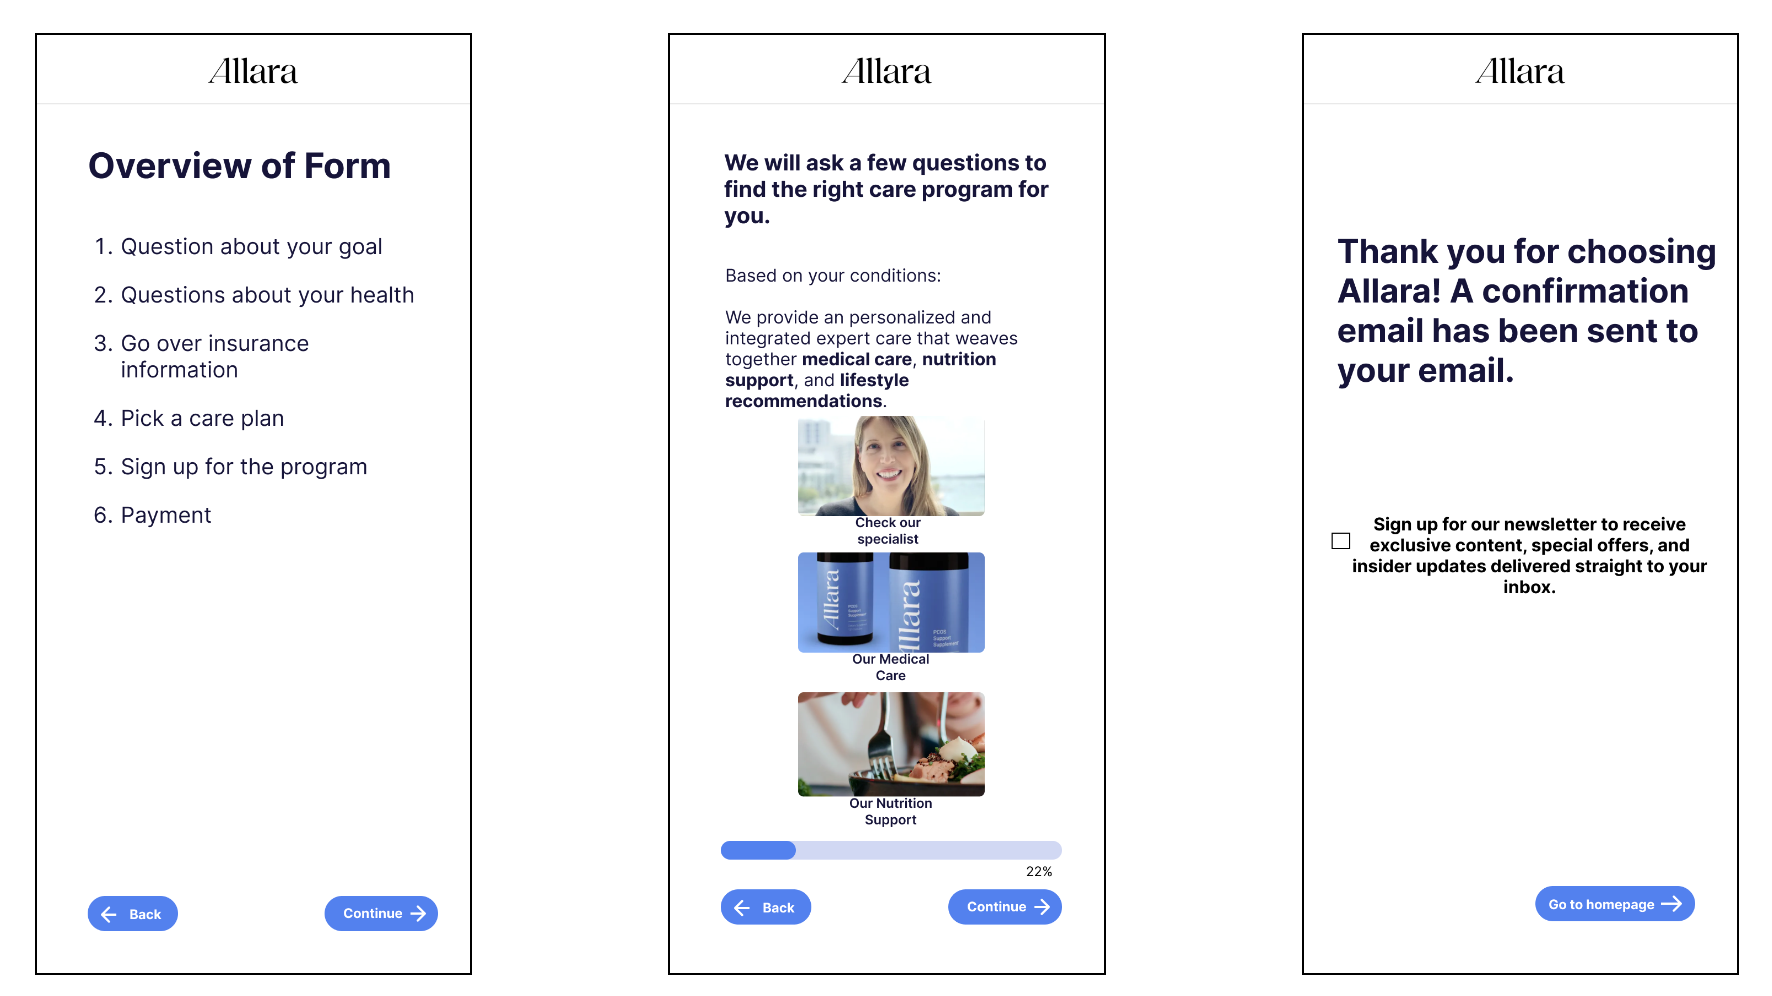 Allara
Overview of Form
1. Question about your goal
2. Questions about your health
3. Go over insurance
information
4. Pick a care plan
5. Sign up for the program
6. Payment
Back
Continue
Allara
We will ask a few questions to
find the right care program for
you.
Based on your conditions:
We provide an personalized and
integrated expert care that weaves
together medical care, nutrition
support, and lifestyle
recommendations.
Check our
specialist
Allara
Allara
PCOS
Support
Supplement
Our Medical
Care
Our Nutrition
Support
22%
Back
Continue
Allara
Thank you for choosing
Allara! A confirmation
email has been sent to
your email.
Sign up for our newsletter to receive
exclusive content, special offers, and
insider updates delivered straight to your
inbox.
Go to homepage